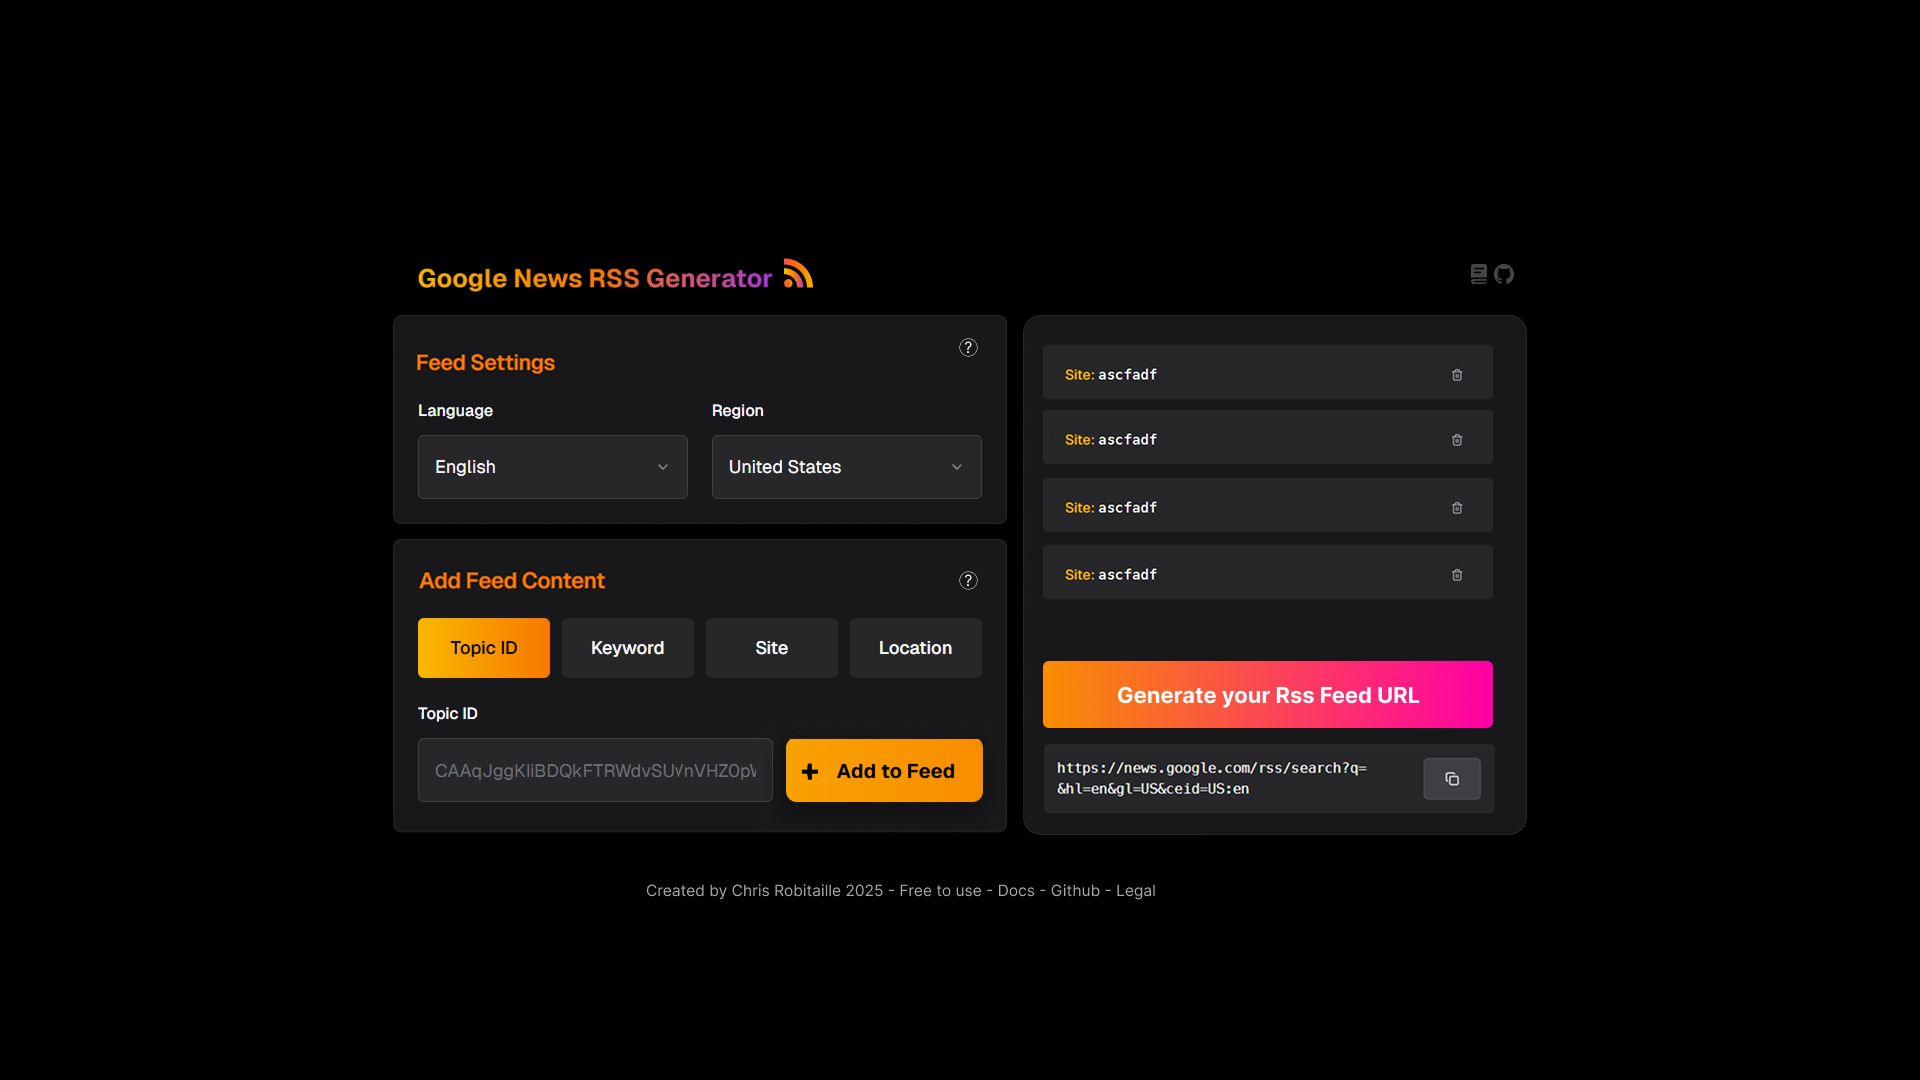 Google News RSS Generator
Feed Settings
?
Language
Region
English
United States
Add Feed Content
?
Topic ID
Keyword
Site
Location
Topic ID
+ Add to Feed
Site: ascfadf
Site: ascfadf
Site: ascfadf
Site: ascfadf
Generate your Rss Feed URL
https://news.google.com/rss/search?q=
&hl=en&gl=US&ceid=US:en
Created by Chris Robitaille 2025 - Free to use - Docs - Github - Legal